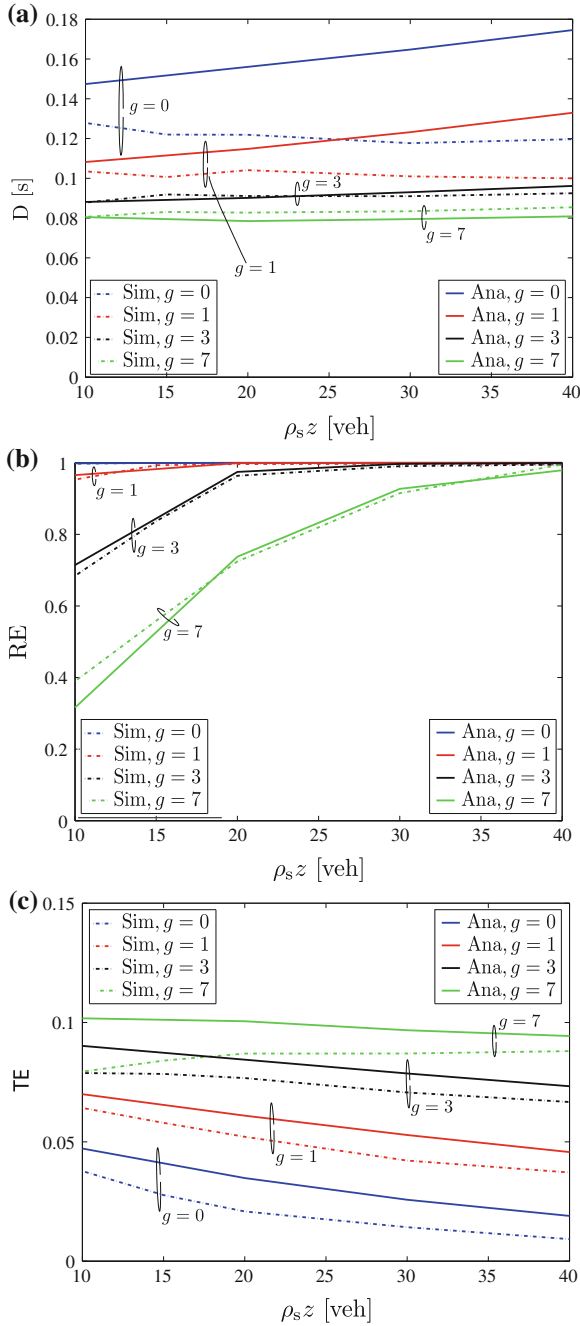 (a)
0.18
0.16
0.14
0.12
0.1
0.08
0.06
0.04
0.02
0
D [s]
g = 0
g = 3
g = 7
g = 1
Sim, g = 0
Sim, g = 1
Sim, g = 3
Sim, g = 7
Ana, g = 0
Ana, g = 1
Ana, g = 3
Ana, g = 7
10 15 20 25 30 35 40
ρ_s z [veh]
(b)
1
0.8
0.6
0.4
0.2
0
RE
g = 1
g = 3
g = 7
Sim, g = 0
Sim, g = 1
Sim, g = 3
Sim, g = 7
Ana, g = 0
Ana, g = 1
Ana, g = 3
Ana, g = 7
10 15 20 25 30 35 40
ρ_s z [veh]
(c)
0.15
0.1
0.05
0
TE
Sim, g = 0
Sim, g = 1
Sim, g = 3
Sim, g = 7
Ana, g = 0
Ana, g = 1
Ana, g = 3
Ana, g = 7
g = 7
g = 3
g = 1
g = 0
10 15 20 25 30 35 40
ρ_s z [veh]